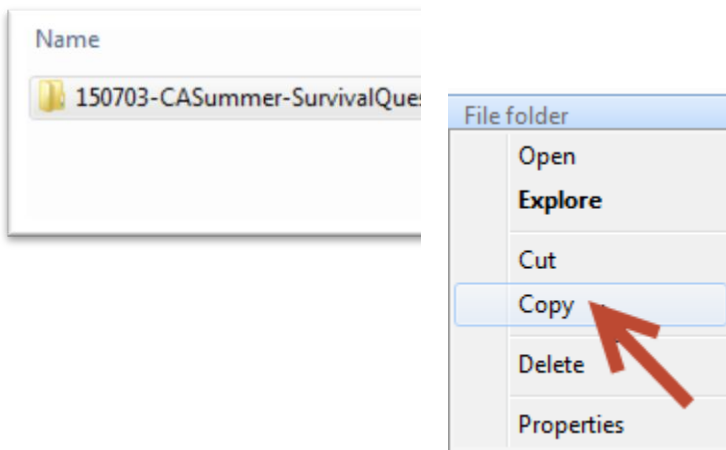 Name
150703-CASummer-SurvivalQues
File folder
Open
Explore
Cut
Copy
Delete
Properties